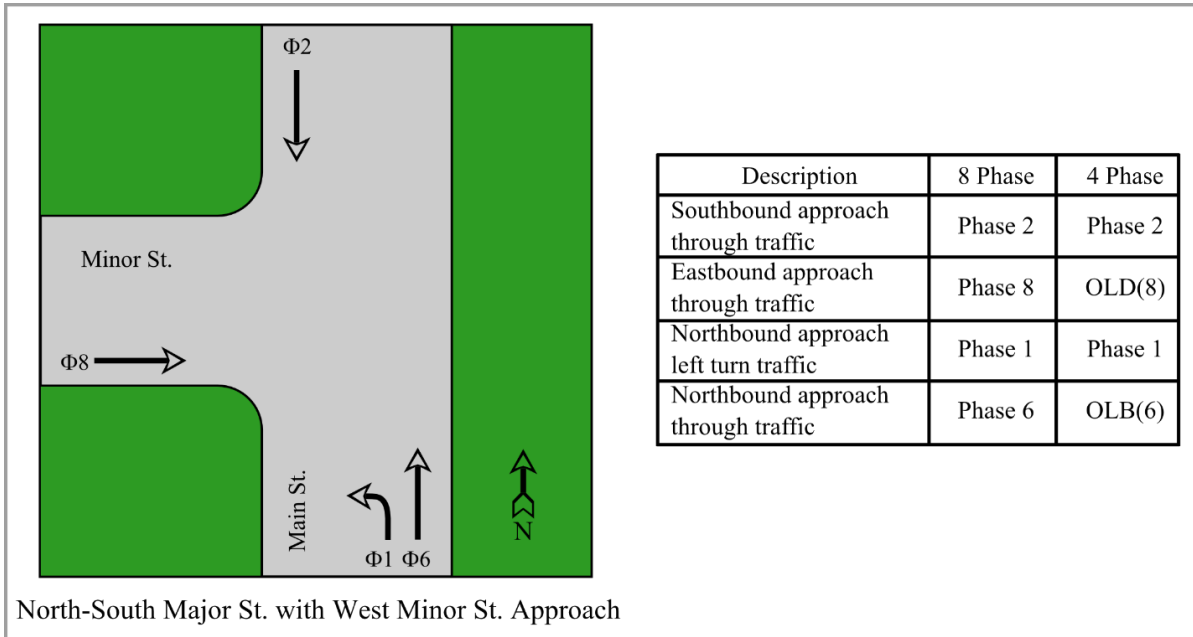 Φ2
Minor St.
Φ8
Main St.
Φ1 Φ6
N
North-South Major St. with West Minor St. Approach
Description 8 Phase 4 Phase
Southbound approach
through traffic
Phase 2 Phase 2
Eastbound approach
through traffic
Phase 8 OLD(8)
Northbound approach
left turn traffic
Phase 1 Phase 1
Northbound approach
through traffic
Phase 6 OLB(6)